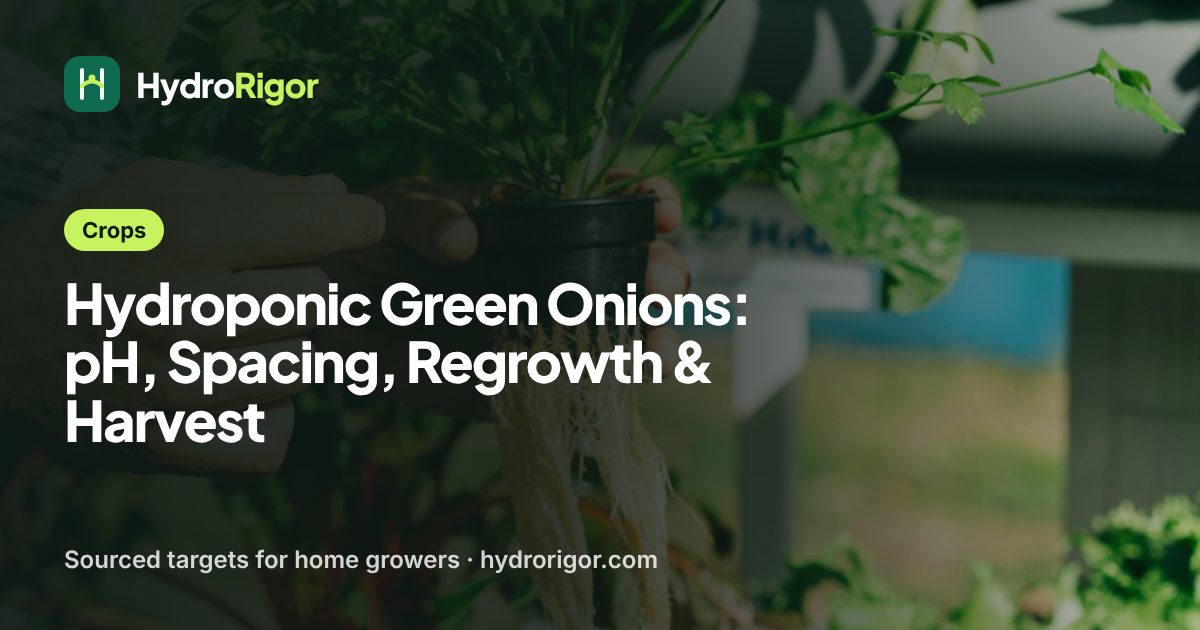 HydroRigor
Crops
Hydroponic Green Onions:
pH, Spacing, Regrowth &
Harvest
Sourced targets for home growers · hydrorigor.com